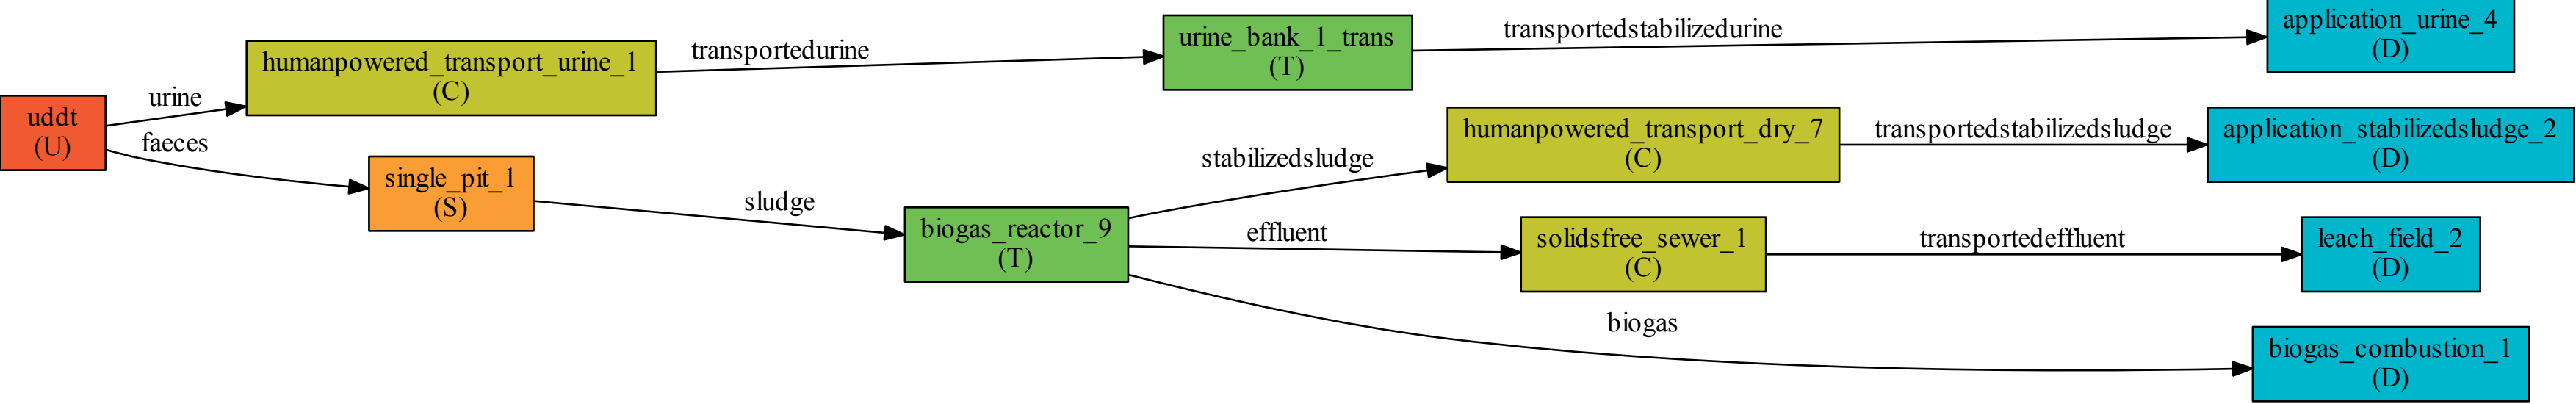 uddt
(U)
urine
faeces
humanpowered_transport_urine_1
(C)
single_pit_1
(S)
transportedurine
sludge
urine_bank_1_trans
(T)
biogas_reactor_9
(T)
transportedstabilizedurine
stabilizedsludge
effluent
biogas
humanpowered_transport_dry_7
(C)
solidsfree_sewer_1
(C)
transportedstabilizedsludge
transportedeffluent
application_urine_4
(D)
application_stabilizedsludge_2
(D)
leach_field_2
(D)
biogas_combustion_1
(D)